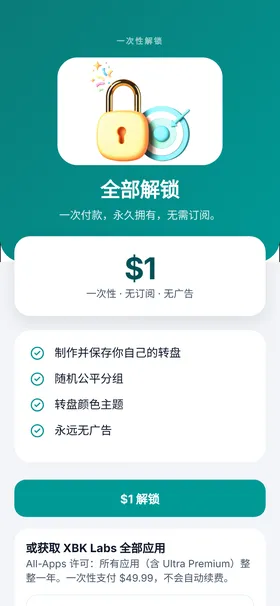 一次性解锁
全部解锁
一次付款，永久拥有，无需订阅。
$1
一次性 · 无订阅 · 无广告
制作并保存你自己的转盘
随机公平分组
转盘颜色主题
永远无广告
$1 解锁
或获取 XBK Labs 全部应用
All-Apps 许可：所有应用（含 Ultra Premium）整
整一年。一次性支付 $49.99，不会自动续费。